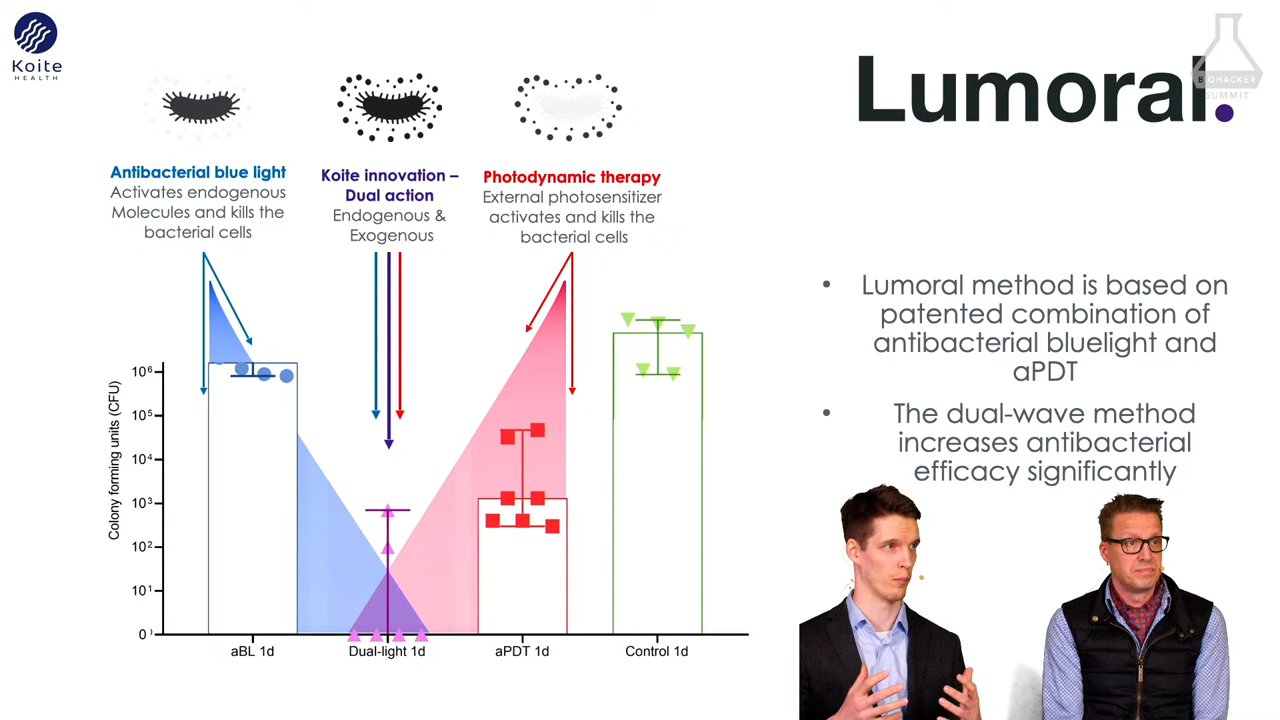 Koite
HEALTH
Lumoral.
BIOHACKER
SUMMIT
Antibacterial blue light
Activates endogenous
Molecules and kills the
bacterial cells
Koite innovation –
Dual action
Endogenous &
Exogenous
Photodynamic therapy
External photosensitizer
activates and kills the
bacterial cells
• Lumoral method is based on
patented combination of
antibacterial bluelight and
aPDT
• The dual-wave method
increases antibacterial
efficacy significantly
Colony forming units (CFU)
10⁶
10⁵
10⁴
10³
10²
10¹
0
aBL 1d
Dual-light 1d
aPDT 1d
Control 1d